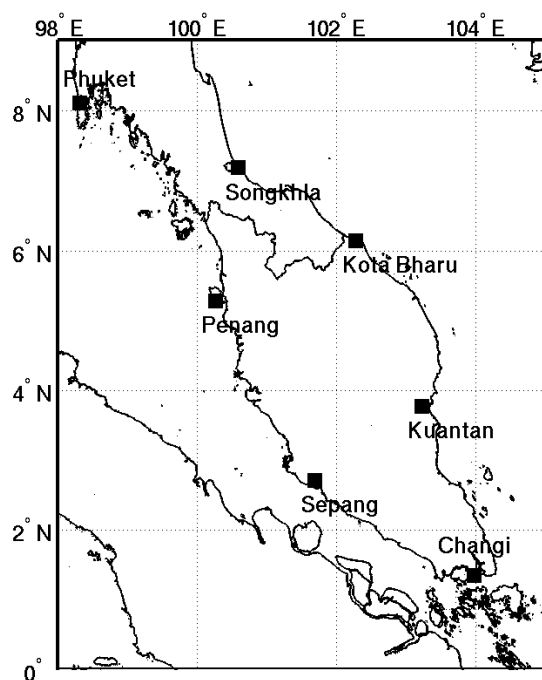 98° E 100° E 102° E 104° E
Phuket
8° N
Songkhla
6° N
Kota Bharu
Penang
4° N
Kuantan
Sepang
2° N
Changi
0°